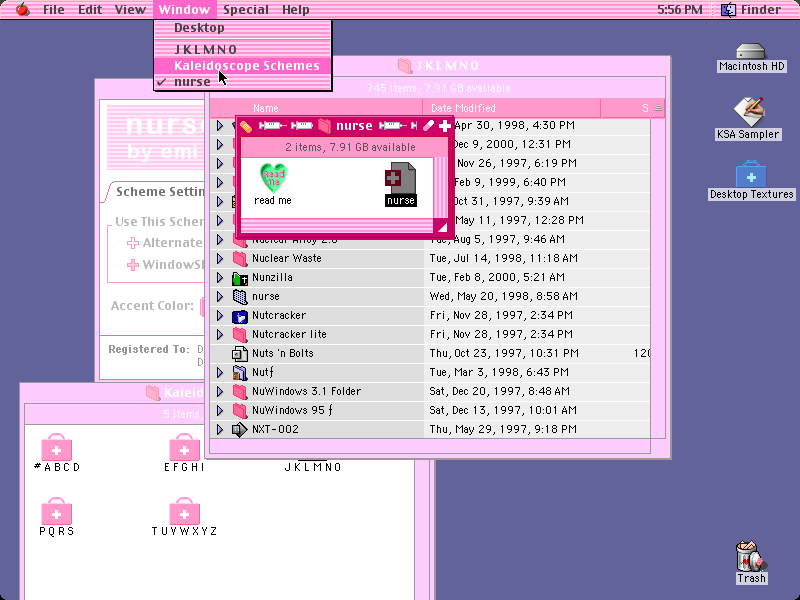 File Edit View Window Special Help 5:56 PM Finder
Desktop
JKLMNO
Kaleidoscope Schemes
✓ nurse
JKLMNO
745 items, 7.91 GB available
Name Date Modified S
Apr 30, 1998, 4:30 PM
Dec 9, 2000, 12:31 PM
Nov 26, 1997, 6:19 PM
Feb 9, 1999, 6:40 PM
Oct 31, 1997, 9:39 AM
May 11, 1997, 12:28 PM
Nuclear Alloy 2.0 Tue, Aug 5, 1997, 9:46 AM
Nuclear Waste Tue, Jul 14, 1998, 11:18 AM
Nunzilla Tue, Feb 8, 2000, 5:21 AM
nurse Wed, May 20, 1998, 8:58 AM
Nutcracker Fri, Nov 28, 1997, 2:34 PM
Nutcracker lite Fri, Nov 28, 1997, 2:34 PM
Nuts 'n Bolts Thu, Oct 23, 1997, 10:31 PM 120
Nutƒ Tue, Mar 3, 1998, 6:43 PM
NuWindows 3.1 Folder Sat, Dec 20, 1997, 8:48 AM
NuWindows 95 ƒ Sat, Dec 13, 1997, 10:01 AM
NXT-002 Thu, May 29, 1997, 9:18 PM
nurse
2 items, 7.91 GB available
Read me
read me
nurse
nurs
by emi
Scheme Settin
Use This Scher
Alternate
WindowSh
Accent Color:
Registered To: D
D
Kaleid
5 items,
#ABCD
EFGHI
JKLMNO
PQRS
TUVWXYZ
Macintosh HD
KSA Sampler
Desktop Textures
Trash